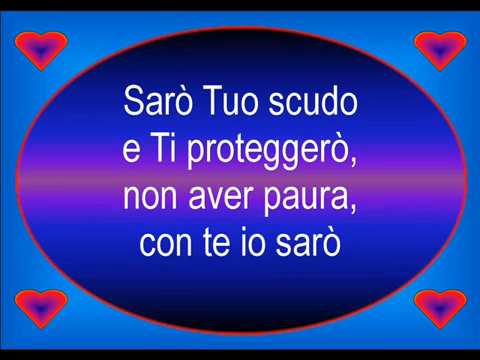 Sarò Tuo scudo
e Ti proteggerò,
non aver paura,
con te io sarò